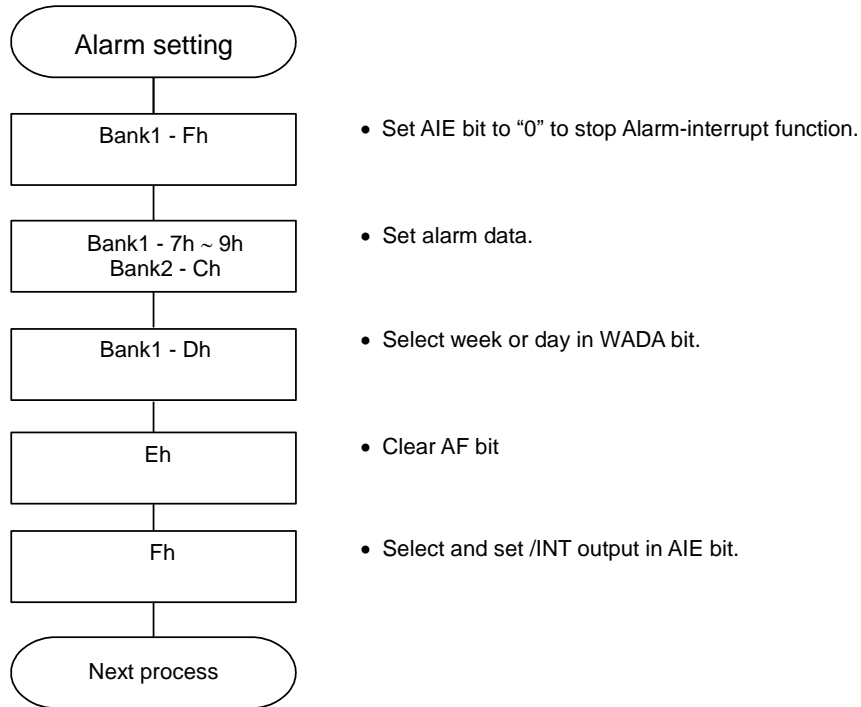 Alarm setting
Bank1 - Fh
• Set AIE bit to “0” to stop Alarm-interrupt function.
Bank1 - 7h ~ 9h
Bank2 - Ch
• Set alarm data.
Bank1 - Dh
• Select week or day in WADA bit.
Eh
• Clear AF bit
Fh
• Select and set /INT output in AIE bit.
Next process